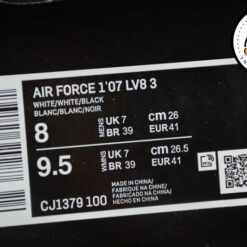 AIR FORCE 1'07 LV8 3
WHITE/WHITE/BLACK
BLANC/BLANC/NOIR
8 MENS UK 7 cm 26
BR 39 EUR 41
9.5 WMNS UK 7 cm 26.5
BR 39 EUR 41
CJ1379 100
MADE IN CHINA/
FABRIQUÉ EN CHINE/
FABRICADO EN CHINA/
HECHO EN CHINA